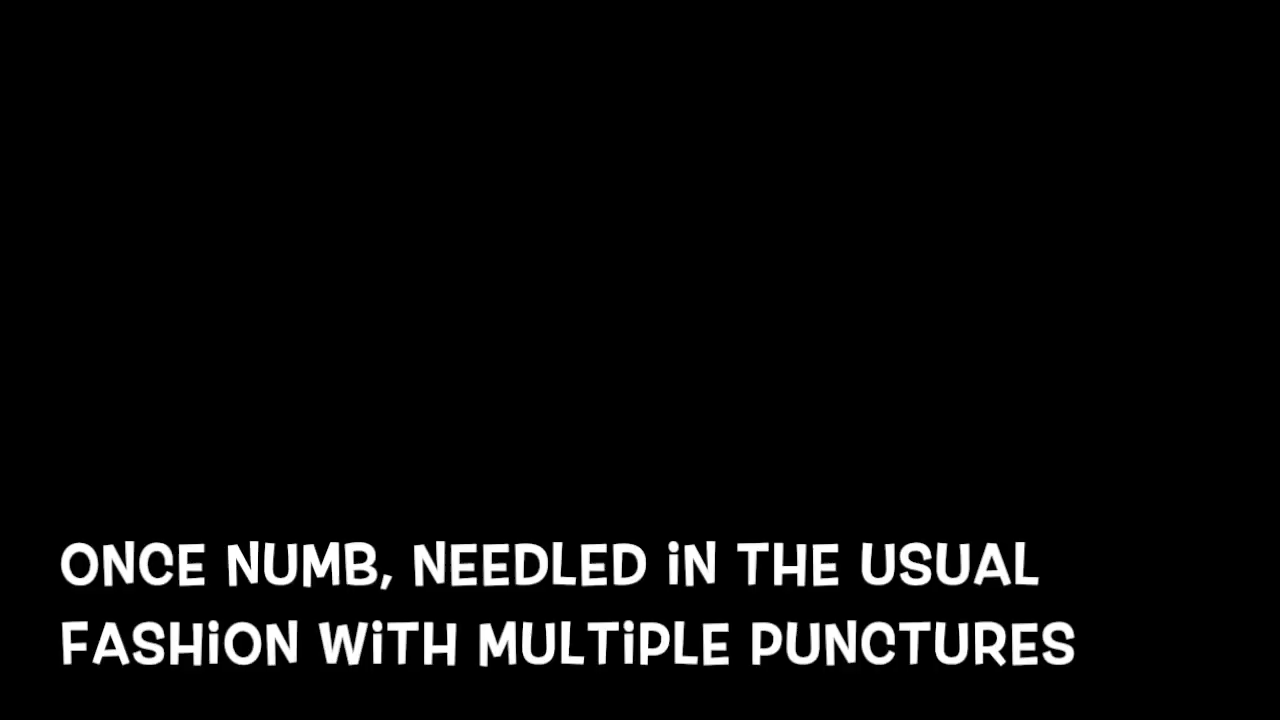 ONCE NUMB, NEEDLED iN THE USUAL
FASHiON WiTH MULTiPLE PUNCTURES